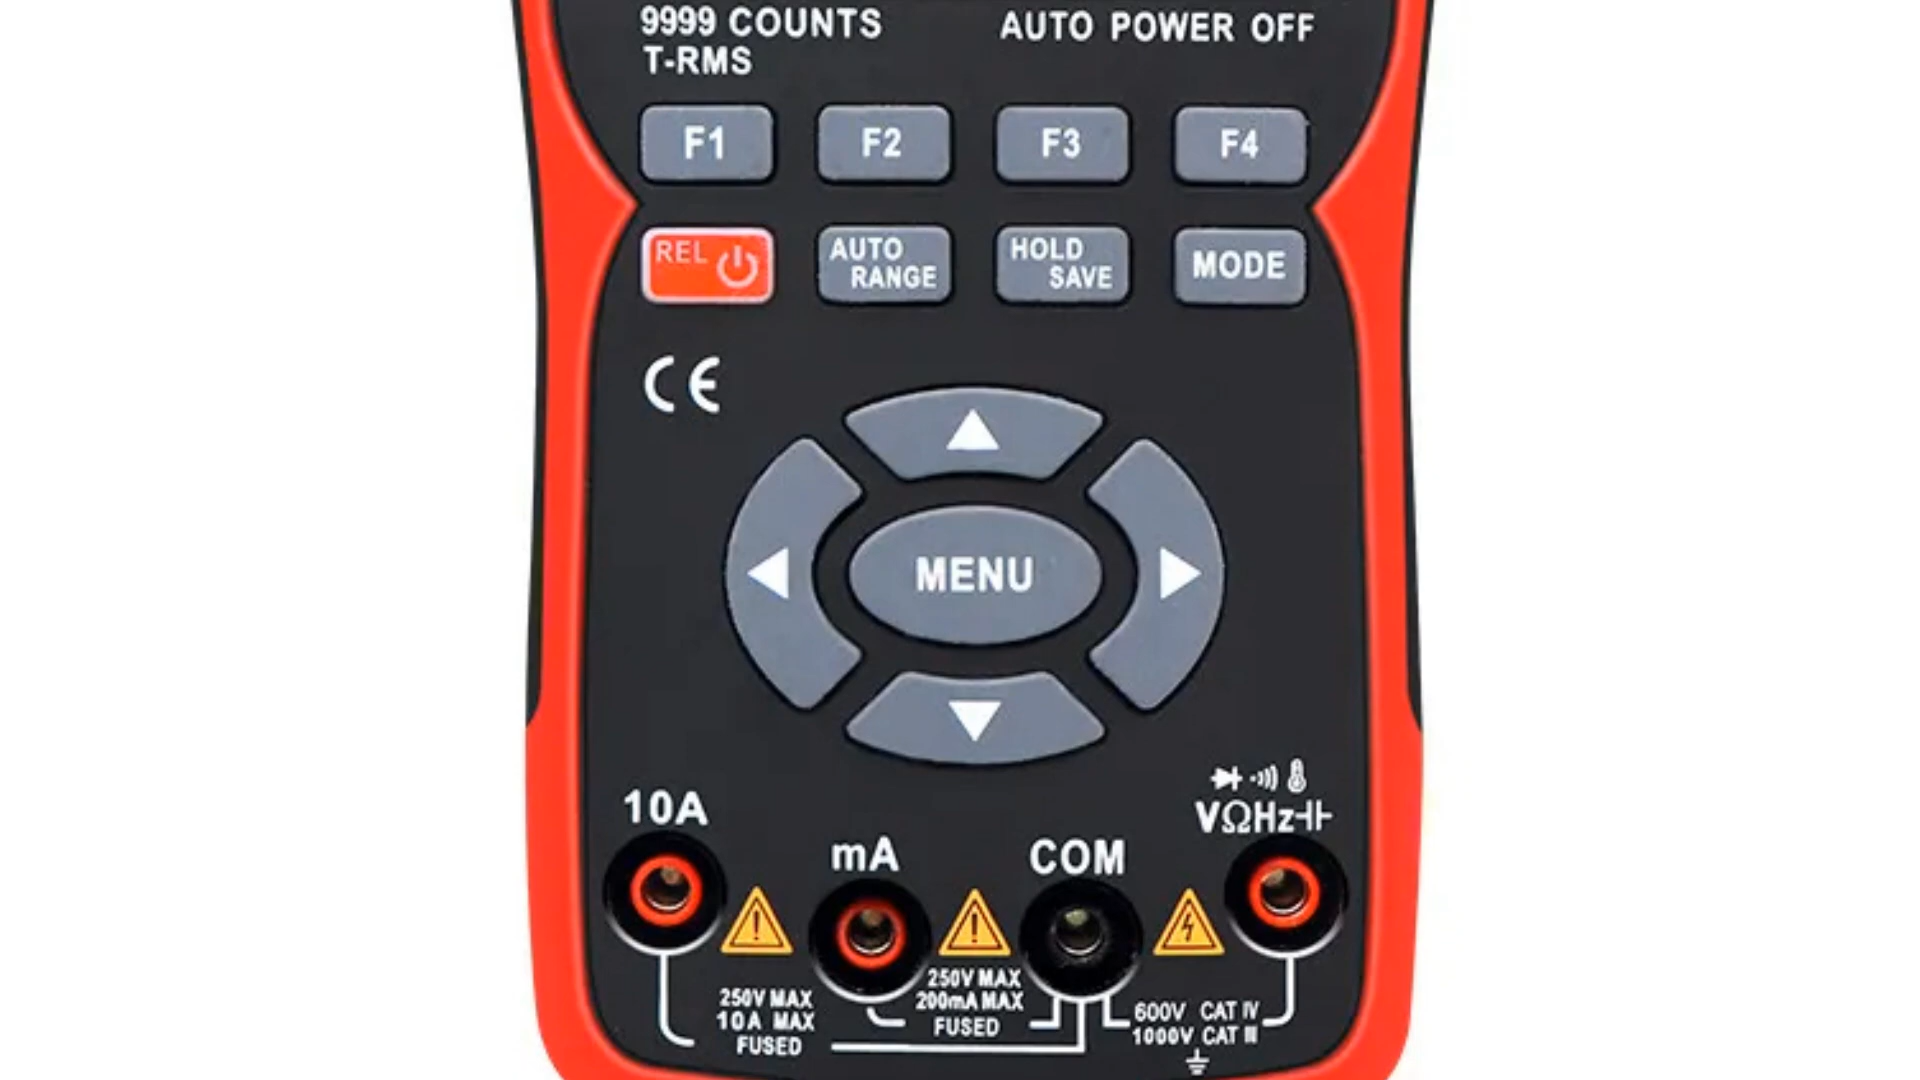 9999 COUNTS
T-RMS
AUTO POWER OFF
F1
F2
F3
F4
REL
AUTO
RANGE
HOLD
SAVE
MODE
CE
MENU
10A
mA
COM
VΩHz
250V MAX
10A MAX
FUSED
250V MAX
200mA MAX
FUSED
600V CAT IV
1000V CAT III